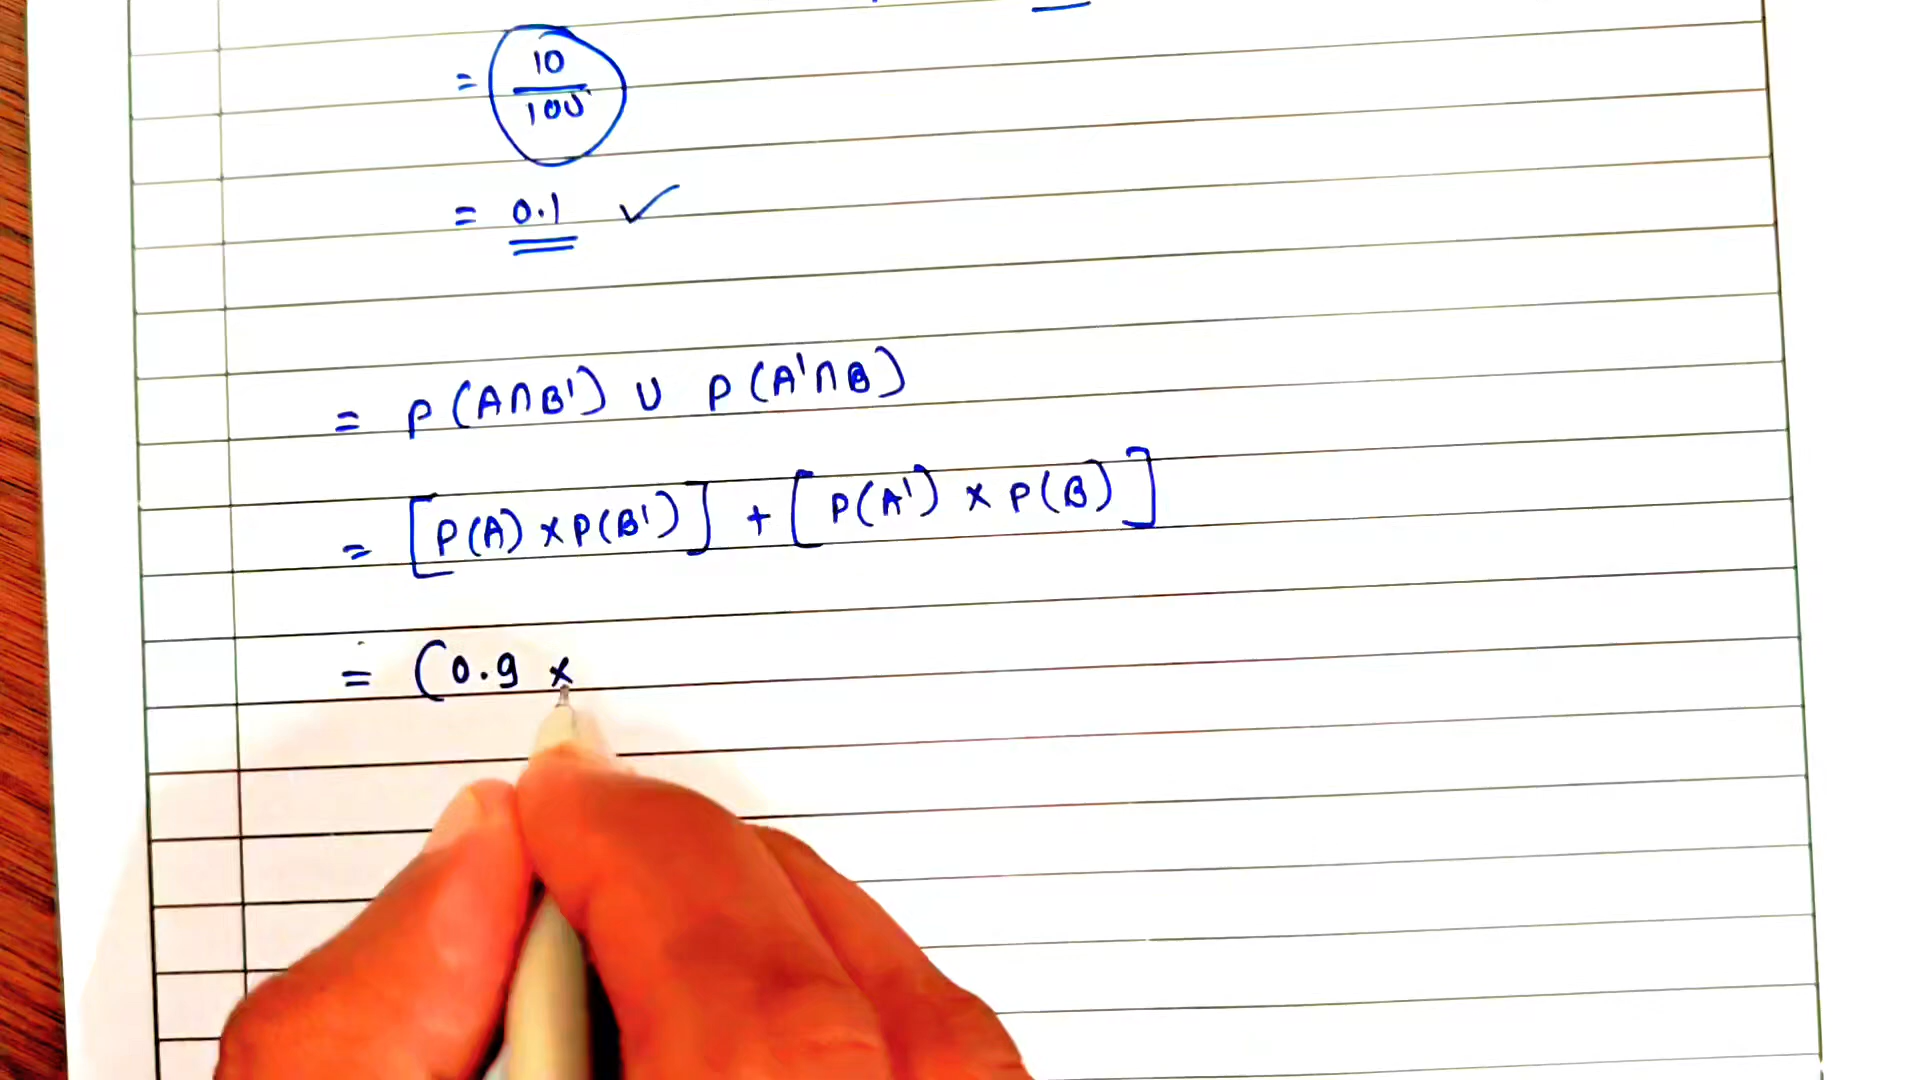 = 10/100
= 0.1 ✓
= P(A∩B') ∪ P(A'∩B)
= [P(A) × P(B')] + [P(A') × P(B)]
= (0.9 ×